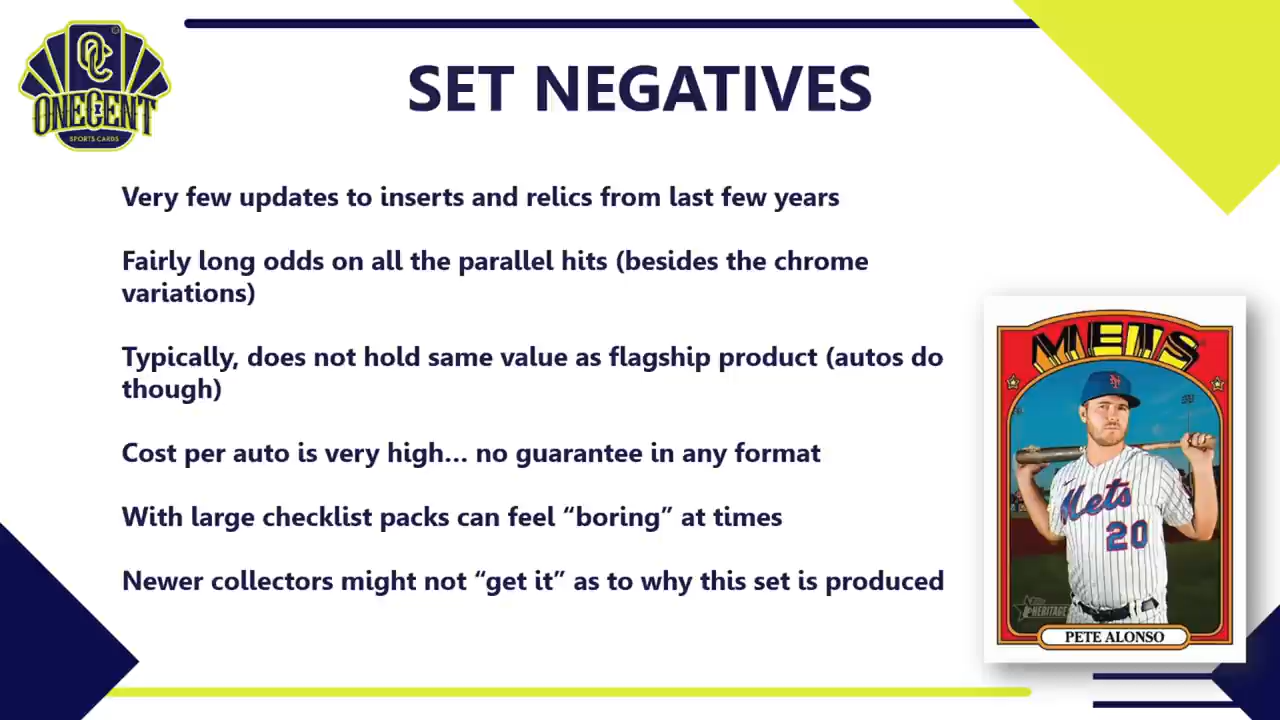 OC
ONECENT
SPORTS CARDS
SET NEGATIVES
Very few updates to inserts and relics from last few years
Fairly long odds on all the parallel hits (besides the chrome
variations)
Typically, does not hold same value as flagship product (autos do
though)
Cost per auto is very high... no guarantee in any format
With large checklist packs can feel “boring” at times
Newer collectors might not “get it” as to why this set is produced
METS
NY
Mets
20
Topps
HERITAGE
PETE ALONSO